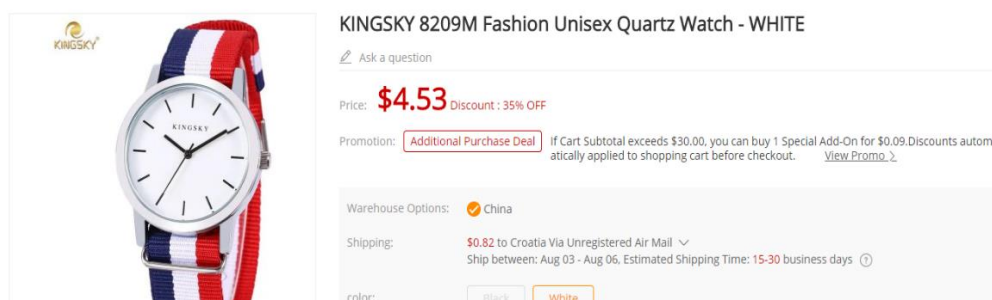 KINGSKY 8209M Fashion Unisex Quartz Watch - WHITE
KINGSKY
Ask a question
Price: $4.53 Discount : 35% OFF
Promotion: Additional Purchase Deal If Cart Subtotal exceeds $30.00, you can buy 1 Special Add-On for $0.09.Discounts autom
atically applied to shopping cart before checkout. View Promo >
KINGSKY
Warehouse Options: China
Shipping: $0.82 to Croatia Via Unregistered Air Mail
Ship between: Aug 03 - Aug 06, Estimated Shipping Time: 15-30 business days ?
color: Black White